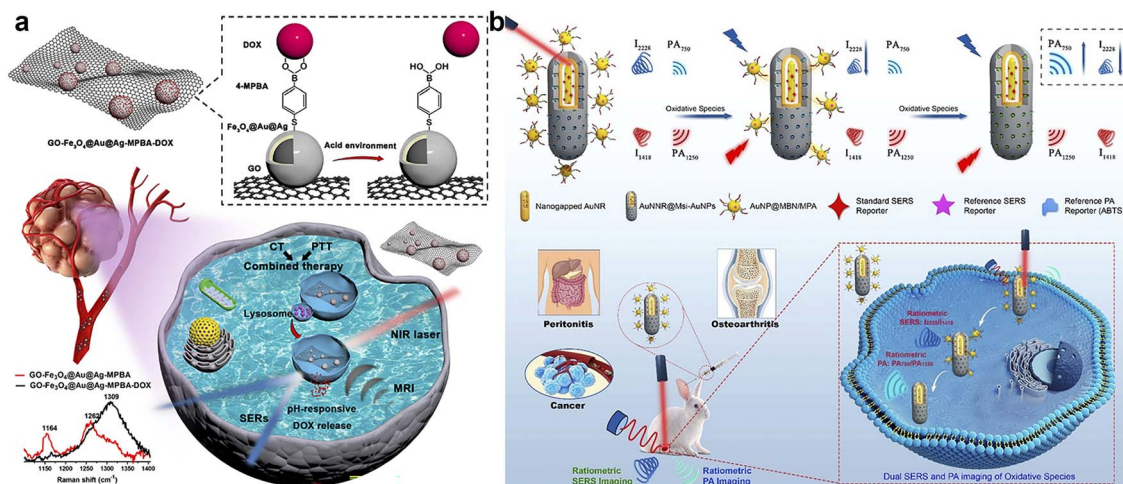 a
DOX
4-MPBA
Fe₃O₄@Au@Ag
GO
O O
B
S
HO OH
B
S
Acid environment
GO-Fe₃O₄@Au@Ag-MPBA-DOX
CT PTT
Combined therapy
Lysosome
NIR laser
MRI
SERs
pH-responsive
DOX release
GO-Fe₃O₄@Au@Ag-MPBA
GO-Fe₃O₄@Au@Ag-MPBA-DOX
1309
1262
1164
1100 1150 1200 1250 1300 1350 1400
Raman shift (cm⁻¹)
b
I₂₂₂₈ PA₇₅₀
I₂₂₂₈ PA₇₅₀
PA₇₅₀ I₂₂₂₈
Oxidative Species
Oxidative Species
I₁₄₁₈ PA₁₂₅₀
I₁₄₁₈ PA₁₂₅₀
PA₁₂₅₀ I₁₄₁₈
Nanogapped AuNR
AuNNR@Msi-AuNPs
AuNP@MBN/MPA
Standard SERS
Reporter
Reference SERS
Reporter
Reference PA
Reporter (ABTS)
Peritonitis
Osteoarthritis
Cancer
Ratiometric
SERS Imaging
Ratiometric
PA Imaging
Ratiometric
SERS: I₂₂₂₈/I₁₄₁₈
Ratiometric
PA: PA₇₅₀/PA₁₂₅₀
Dual SERS and PA imaging of Oxidative Species